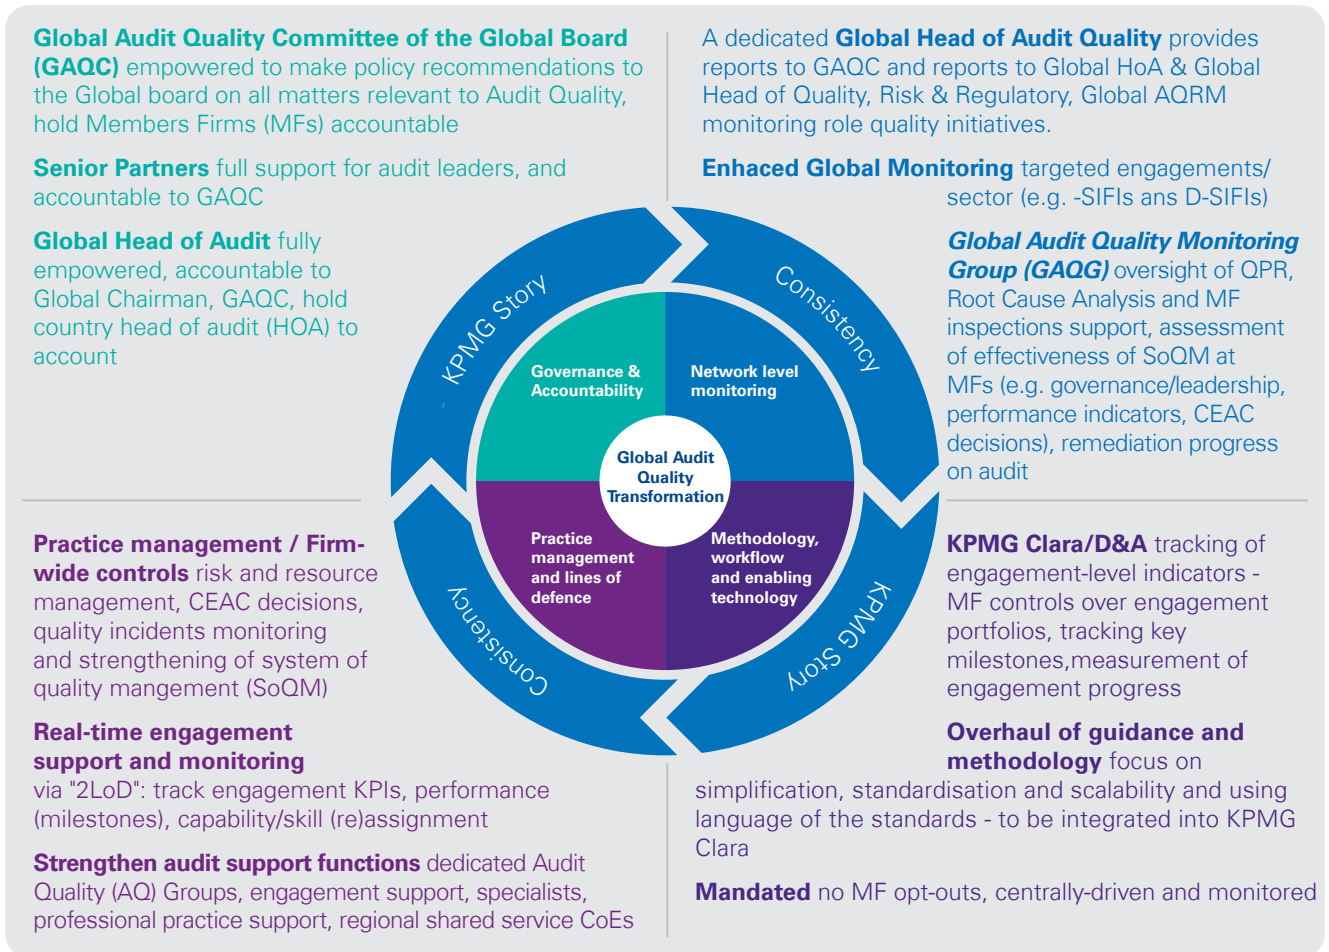 Global Audit Quality Committee of the Global Board
(GAQC) empowered to make policy recommendations to
the Global board on all matters relevant to Audit Quality,
hold Members Firms (MFs) accountable
Senior Partners full support for audit leaders, and
accountable to GAQC
Global Head of Audit fully
empowered, accountable to
Global Chairman, GAQC, hold
country head of audit (HOA) to
account
A dedicated Global Head of Audit Quality provides
reports to GAQC and reports to Global HoA & Global
Head of Quality, Risk & Regulatory, Global AQRM
monitoring role quality initiatives.
Enhaced Global Monitoring targeted engagements/
sector (e.g. -SIFIs ans D-SIFIs)
Global Audit Quality Monitoring
Group (GAQG) oversight of QPR,
Root Cause Analysis and MF
inspections support, assessment
of effectiveness of SoQM at
MFs (e.g. governance/leadership,
performance indicators, CEAC
decisions), remediation progress
on audit
KPMG Story
Consistency
Governance &
Accountability
Network level
monitoring
Global Audit
Quality
Transformation
Practice
management
and lines of
defence
Methodology,
workflow
and enabling
technology
Consistency
KPMG Story
Practice management / Firm-
wide controls risk and resource
management, CEAC decisions,
quality incidents monitoring
and strengthening of system of
quality mangement (SoQM)
Real-time engagement
support and monitoring
via "2LoD": track engagement KPIs, performance
(milestones), capability/skill (re)assignment
Strengthen audit support functions dedicated Audit
Quality (AQ) Groups, engagement support, specialists,
professional practice support, regional shared service CoEs
KPMG Clara/D&A tracking of
engagement-level indicators -
MF controls over engagement
portfolios, tracking key
milestones,measurement of
engagement progress
Overhaul of guidance and
methodology focus on
simplification, standardisation and scalability and using
language of the standards - to be integrated into KPMG
Clara
Mandated no MF opt-outs, centrally-driven and monitored